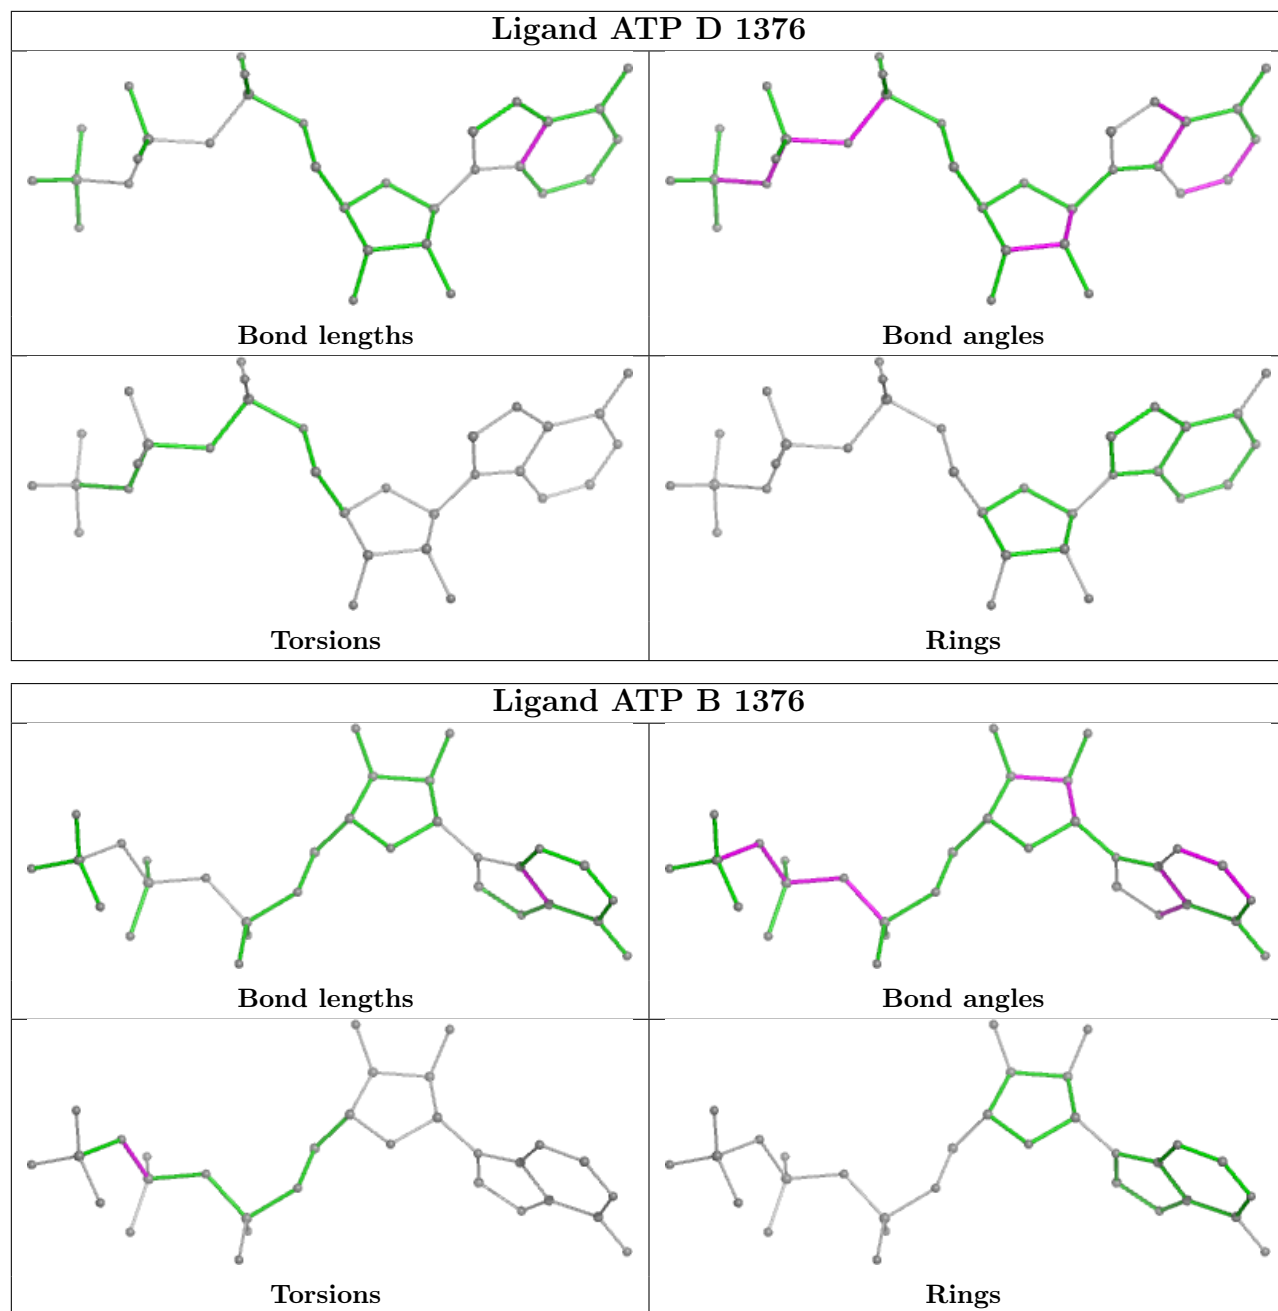 Ligand ATP D 1376
Bond lengths
Bond angles
Torsions
Rings
Ligand ATP B 1376
Bond lengths
Bond angles
Torsions
Rings